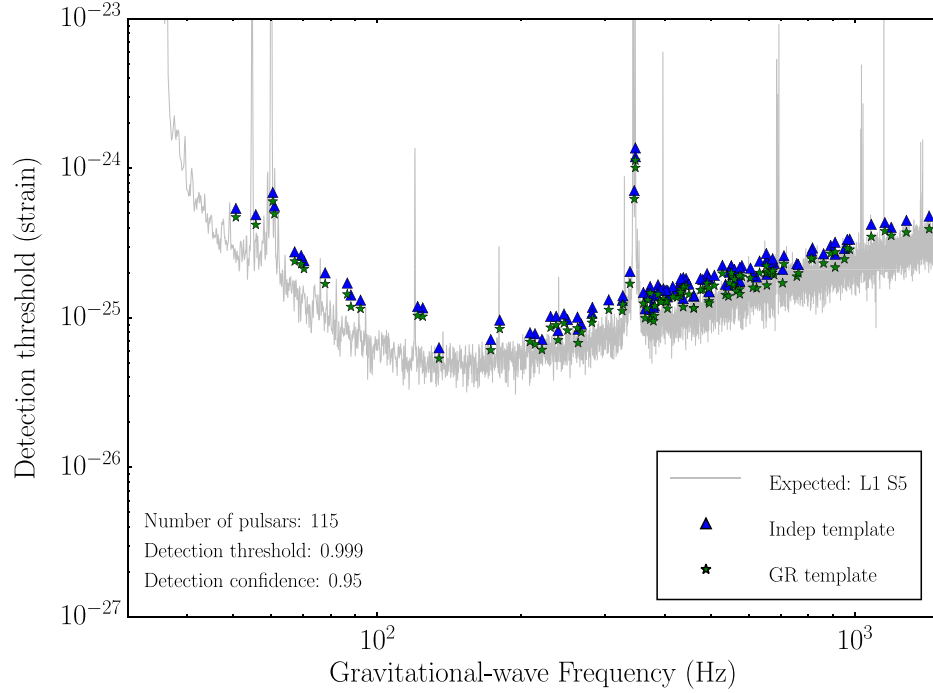 10^{-23}
10^{-24}
10^{-25}
10^{-26}
10^{-27}
Detection threshold (strain)
Number of pulsars: 115
Detection threshold: 0.999
Detection confidence: 0.95
Expected: L1 S5
Indep template
GR template
10^{2}
10^{3}
Gravitational-wave Frequency (Hz)